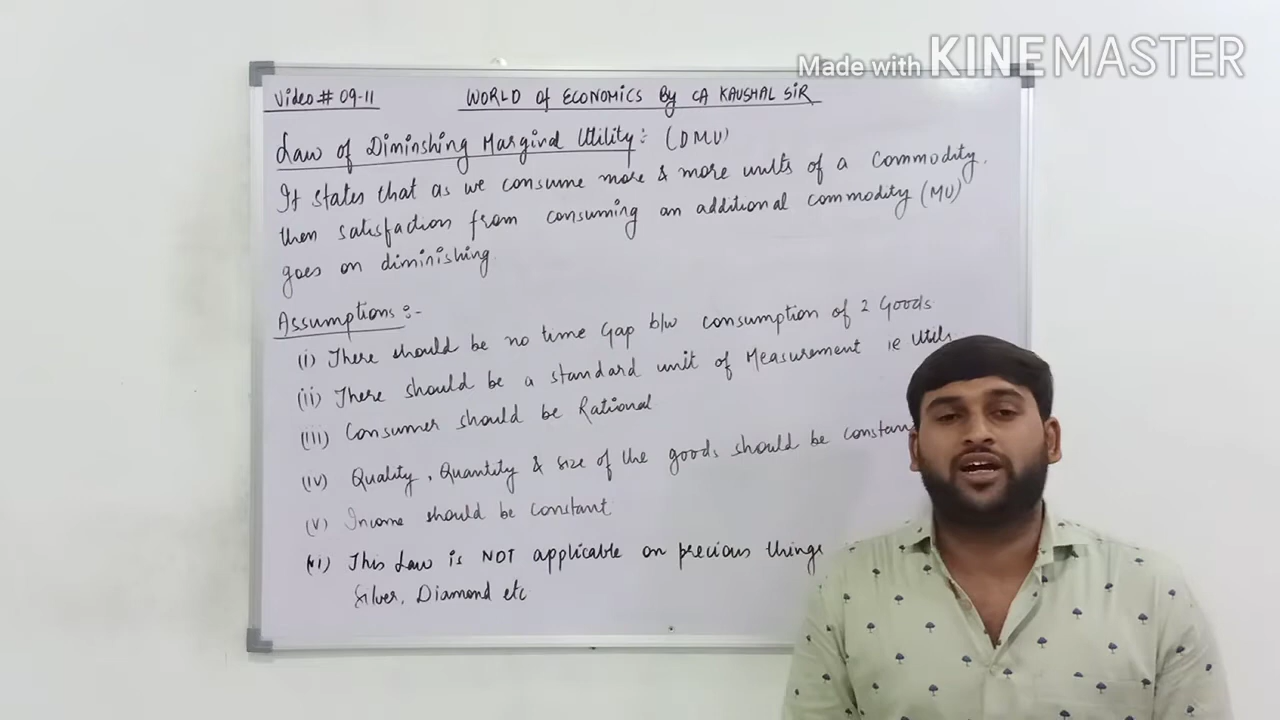 Made with KINEMASTER
Video # 09-11
WORLD Of ECONOMICS By CA KAUSHAL SIR
Law of Diminshing Marginal Utility:- (DMU)
It states that as we consume more & more units of a commodity.
then satisfaction from consuming an additional commodity (MU)
goes on diminishing
Assumptions:-
(i) There should be no time Gap b/w consumption of 2 Goods
(ii) There should be a standard unit of Measurement ie Utils
(iii) Consumer should be Rational
(iv) Quality, Quantity & size of the goods should be constant
(v) Income should be constant
(vi) This Law is NOT applicable on precious things
Silver, Diamond etc